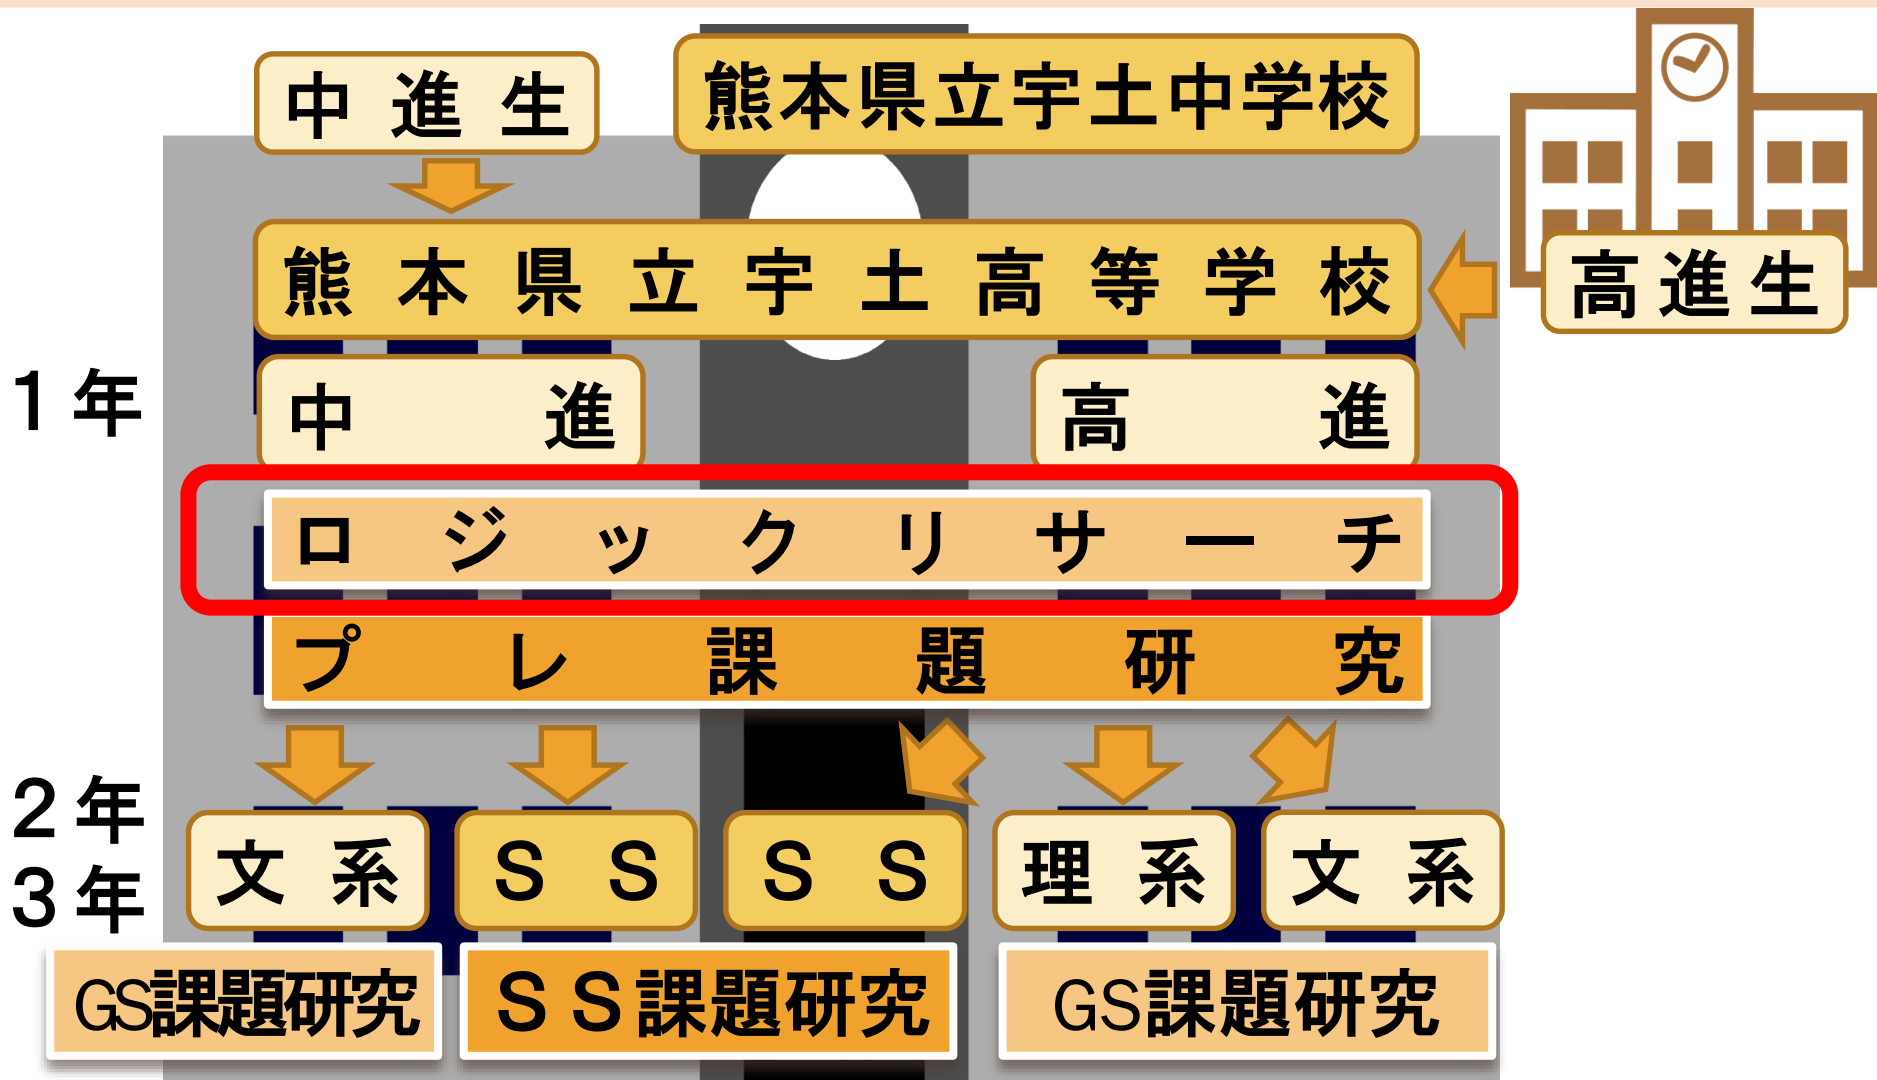 中進生
熊本県立宇土中学校
熊本県立宇土高等学校
高進生
1年
中進
高進
ロジックリサーチ
プレ課題研究
2年
3年
文系
SS
SS
理系
文系
GS課題研究
SS課題研究
GS課題研究